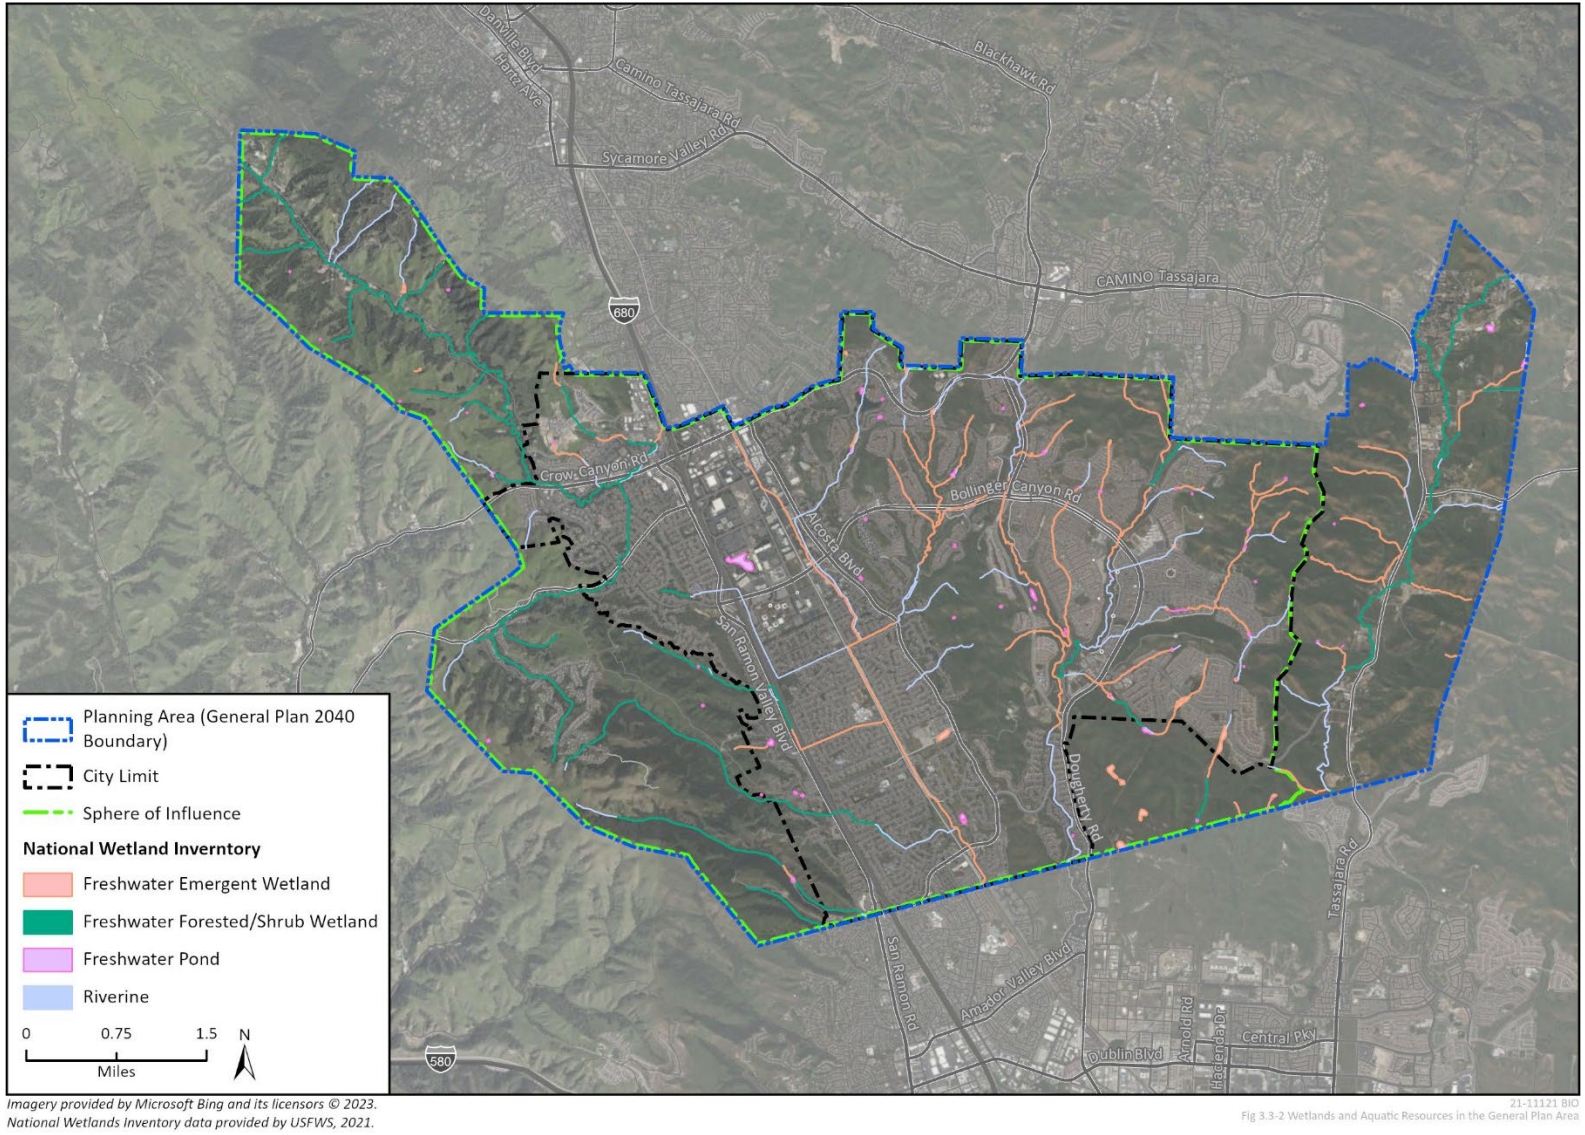 Danville Blvd
Hartz Ave
Camino Tassajara Rd
Blackhawk Rd
Sycamore Valley Rd
CAMINO Tassajara
680
Crow Canyon Rd
Bollinger Canyon Rd
Alcosta Blvd
San Ramon Valley Blvd
Dougherty Rd
Tassajara Rd
San Ramon Rd
Amador Valley Blvd
Arnold Rd
Hacienda Dr
Central Pky
Dublin Blvd
580
Planning Area (General Plan 2040
Boundary)
City Limit
Sphere of Influence
National Wetland Inverntory
Freshwater Emergent Wetland
Freshwater Forested/Shrub Wetland
Freshwater Pond
Riverine
0 0.75 1.5
Miles
N
Imagery provided by Microsoft Bing and its licensors © 2023.
National Wetlands Inventory data provided by USFWS, 2021.
21-11121 BIO
Fig 3.3-2 Wetlands and Aquatic Resources in the General Plan Area